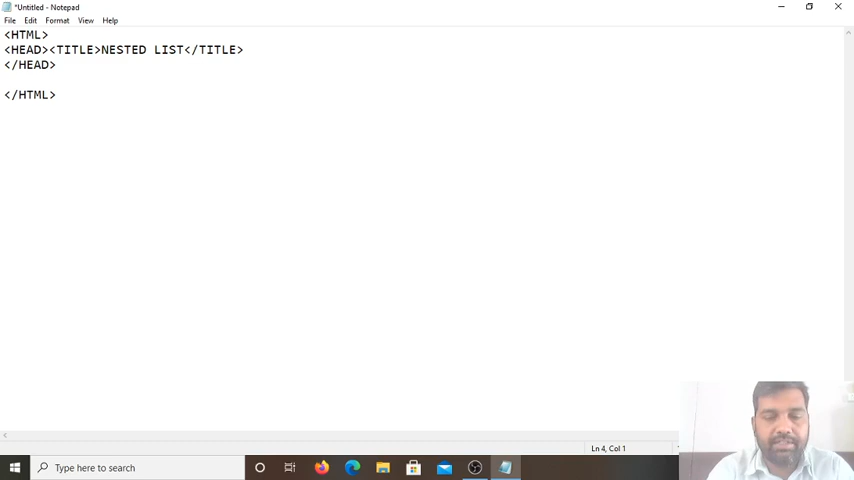 *Untitled - Notepad
File Edit Format View Help
<HTML>
<HEAD><TITLE>NESTED LIST</TITLE>
</HEAD>
</HTML>
Ln 4, Col 1
Type here to search